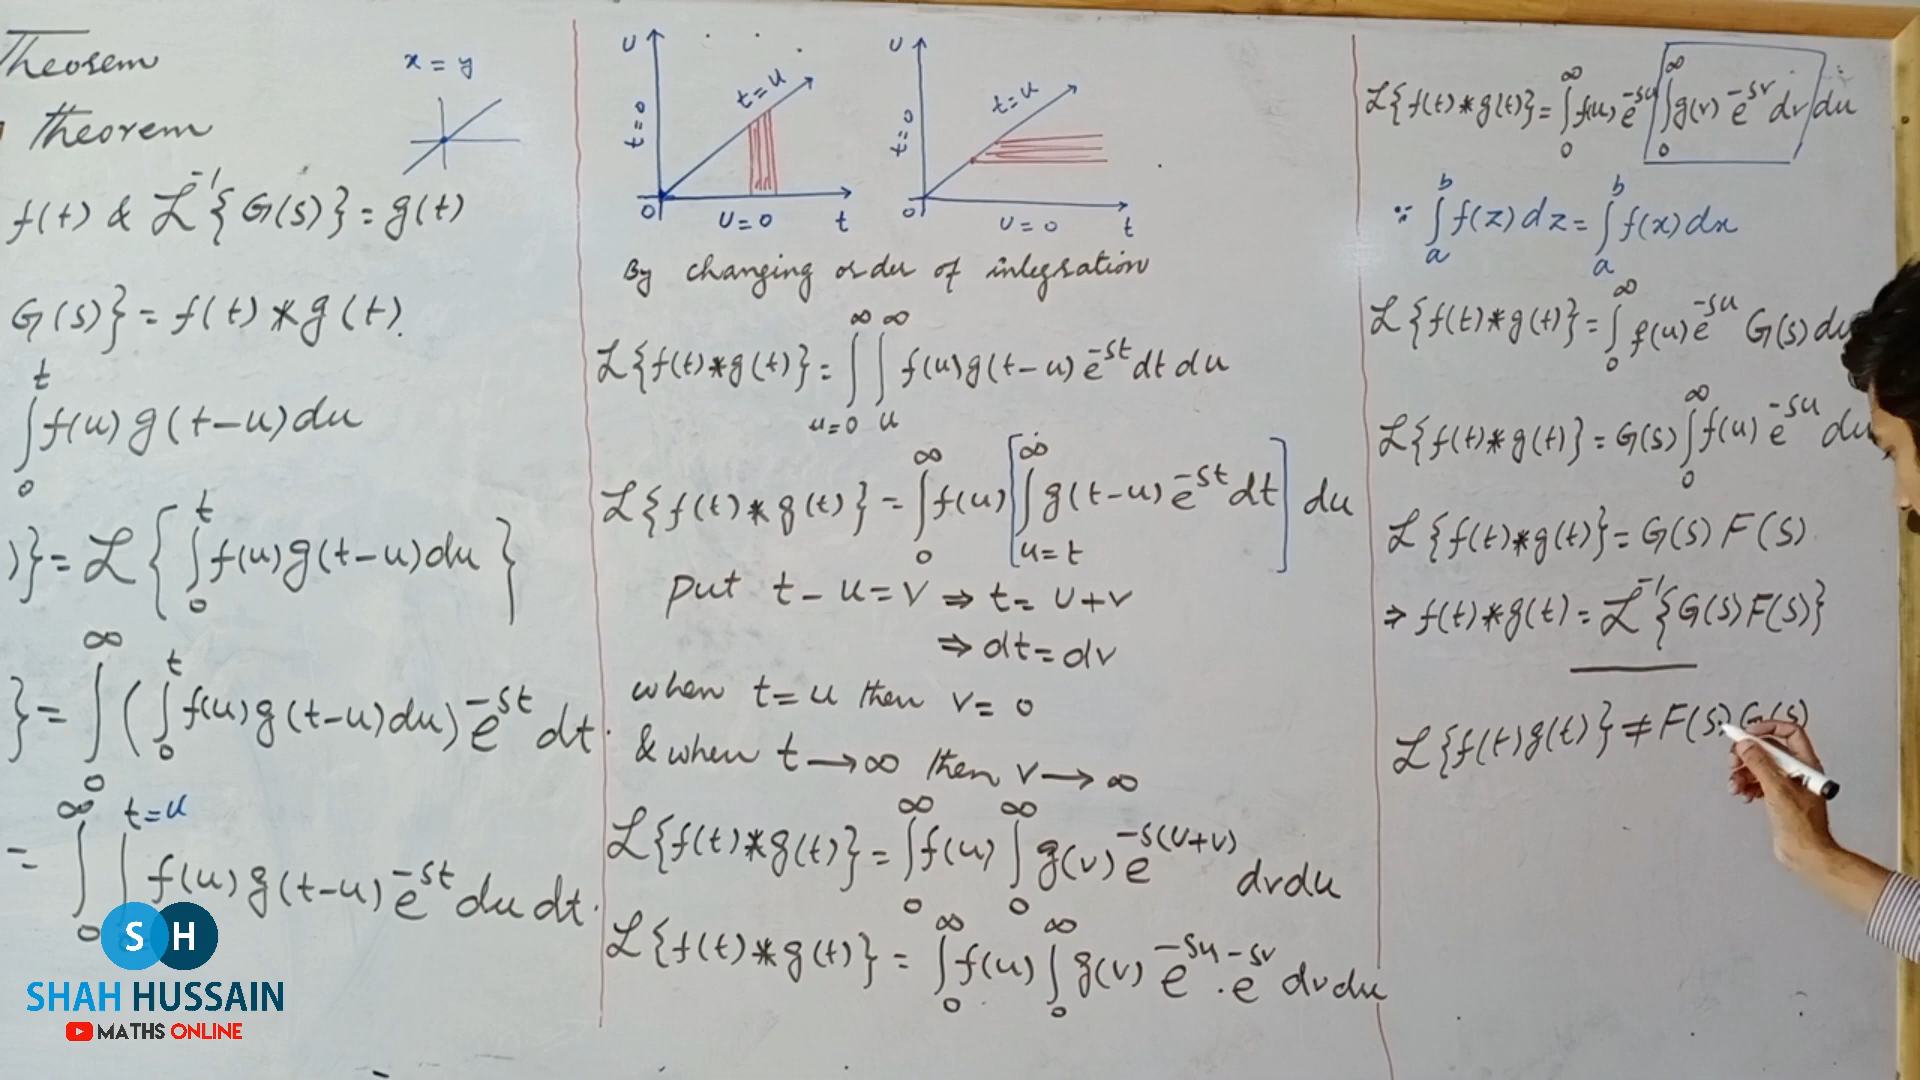 Theorem
theorem
x = y
f(t) & ℒ⁻¹{G(s)} = g(t)
G(s)} = f(t) * g(t).
∫₀ᵗ f(u) g(t-u) du
)} = ℒ{∫₀ᵗ f(u) g(t-u) du}
} = ∫₀^∞ (∫₀ᵗ f(u) g(t-u) du) e^{-st} dt.
= ∫₀^∞ ∫^{t=u} f(u) g(t-u) e^{-st} du dt.
SH
SHAH HUSSAIN
MATHS ONLINE
U
t=0
t=u
0
U=0
t
U
t=0
t=u
0
U=0
t
By changing order of integration
ℒ{f(t)*g(t)} = ∫_{u=0}^∞ ∫_u^∞ f(u) g(t-u) e^{-st} dt du
ℒ{f(t)*g(t)} = ∫₀^∞ f(u) [∫_{u=t}^∞ g(t-u) e^{-st} dt] du
put t-u=v ⇒ t=u+v
⇒ dt=dv
when t=u then v=0
& when t→∞ then v→∞
ℒ{f(t)*g(t)} = ∫₀^∞ f(u) ∫₀^∞ g(v) e^{-s(u+v)} dv du
ℒ{f(t)*g(t)} = ∫₀^∞ f(u) ∫₀^∞ g(v) e^{-su} . e^{-sv} dv du
ℒ{f(t)*g(t)} = ∫₀^∞ f(u) e^{-su} ∫₀^∞ g(v) e^{-sv} dv du
∵ ∫ₐᵇ f(z) dz = ∫ₐᵇ f(x) dx
ℒ{f(t)*g(t)} = ∫₀^∞ f(u) e^{-su} G(s) du
ℒ{f(t)*g(t)} = G(s) ∫₀^∞ f(u) e^{-su} du
ℒ{f(t)*g(t)} = G(s) F(s)
⇒ f(t)*g(t) = ℒ⁻¹{G(s)F(s)}
ℒ{f(t)g(t)} ≠ F(s) G(s)